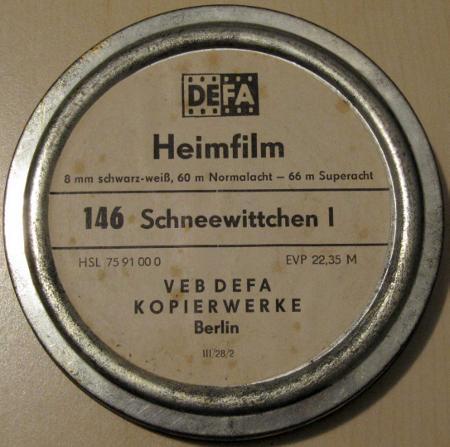 DEFA
Heimfilm
8 mm schwarz-weiß, 60 m Normalacht – 66 m Superacht
146 Schneewittchen I
HSL 75 91 00 0 EVP 22,35 M
VEB DEFA
KOPIERWERKE
Berlin
III/28/2